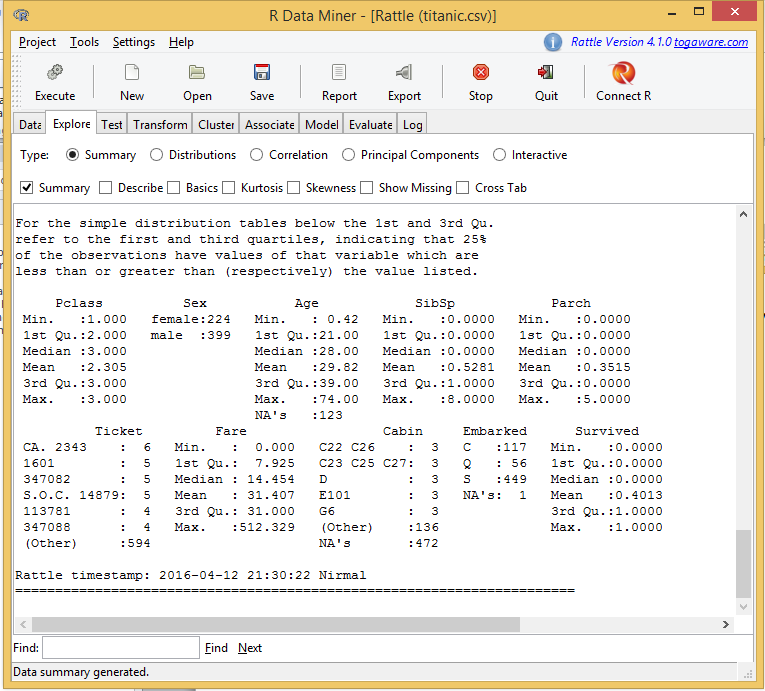 R Data Miner - [Rattle (titanic.csv)]
Project Tools Settings Help
Rattle Version 4.1.0 togaware.com
Execute New Open Save Report Export Stop Quit Connect R
Data Explore Test Transform Cluster Associate Model Evaluate Log
Type: Summary Distributions Correlation Principal Components Interactive
Summary Describe Basics Kurtosis Skewness Show Missing Cross Tab
For the simple distribution tables below the 1st and 3rd Qu.
refer to the first and third quartiles, indicating that 25%
of the observations have values of that variable which are
less than or greater than (respectively) the value listed.
Pclass Sex Age SibSp Parch
Min. :1.000 female:224 Min. : 0.42 Min. :0.0000 Min. :0.0000
1st Qu.:2.000 male :399 1st Qu.:21.00 1st Qu.:0.0000 1st Qu.:0.0000
Median :3.000 Median :28.00 Median :0.0000 Median :0.0000
Mean :2.305 Mean :29.82 Mean :0.5281 Mean :0.3515
3rd Qu.:3.000 3rd Qu.:39.00 3rd Qu.:1.0000 3rd Qu.:0.0000
Max. :3.000 Max. :74.00 Max. :8.0000 Max. :5.0000
NA's :123
Ticket Fare Cabin Embarked Survived
CA. 2343 : 6 Min. : 0.000 C22 C26 : 3 C :117 Min. :0.0000
1601 : 5 1st Qu.: 7.925 C23 C25 C27: 3 Q : 56 1st Qu.:0.0000
347082 : 5 Median : 14.454 D : 3 S :449 Median :0.0000
S.O.C. 14879: 5 Mean : 31.407 E101 : 3 NA's: 1 Mean :0.4013
113781 : 4 3rd Qu.: 31.000 G6 : 3 3rd Qu.:1.0000
347088 : 4 Max. :512.329 (Other) :136 Max. :1.0000
(Other) :594 NA's :472
Rattle timestamp: 2016-04-12 21:30:22 Nirmal
======================================================================
Find: Find Next
Data summary generated.